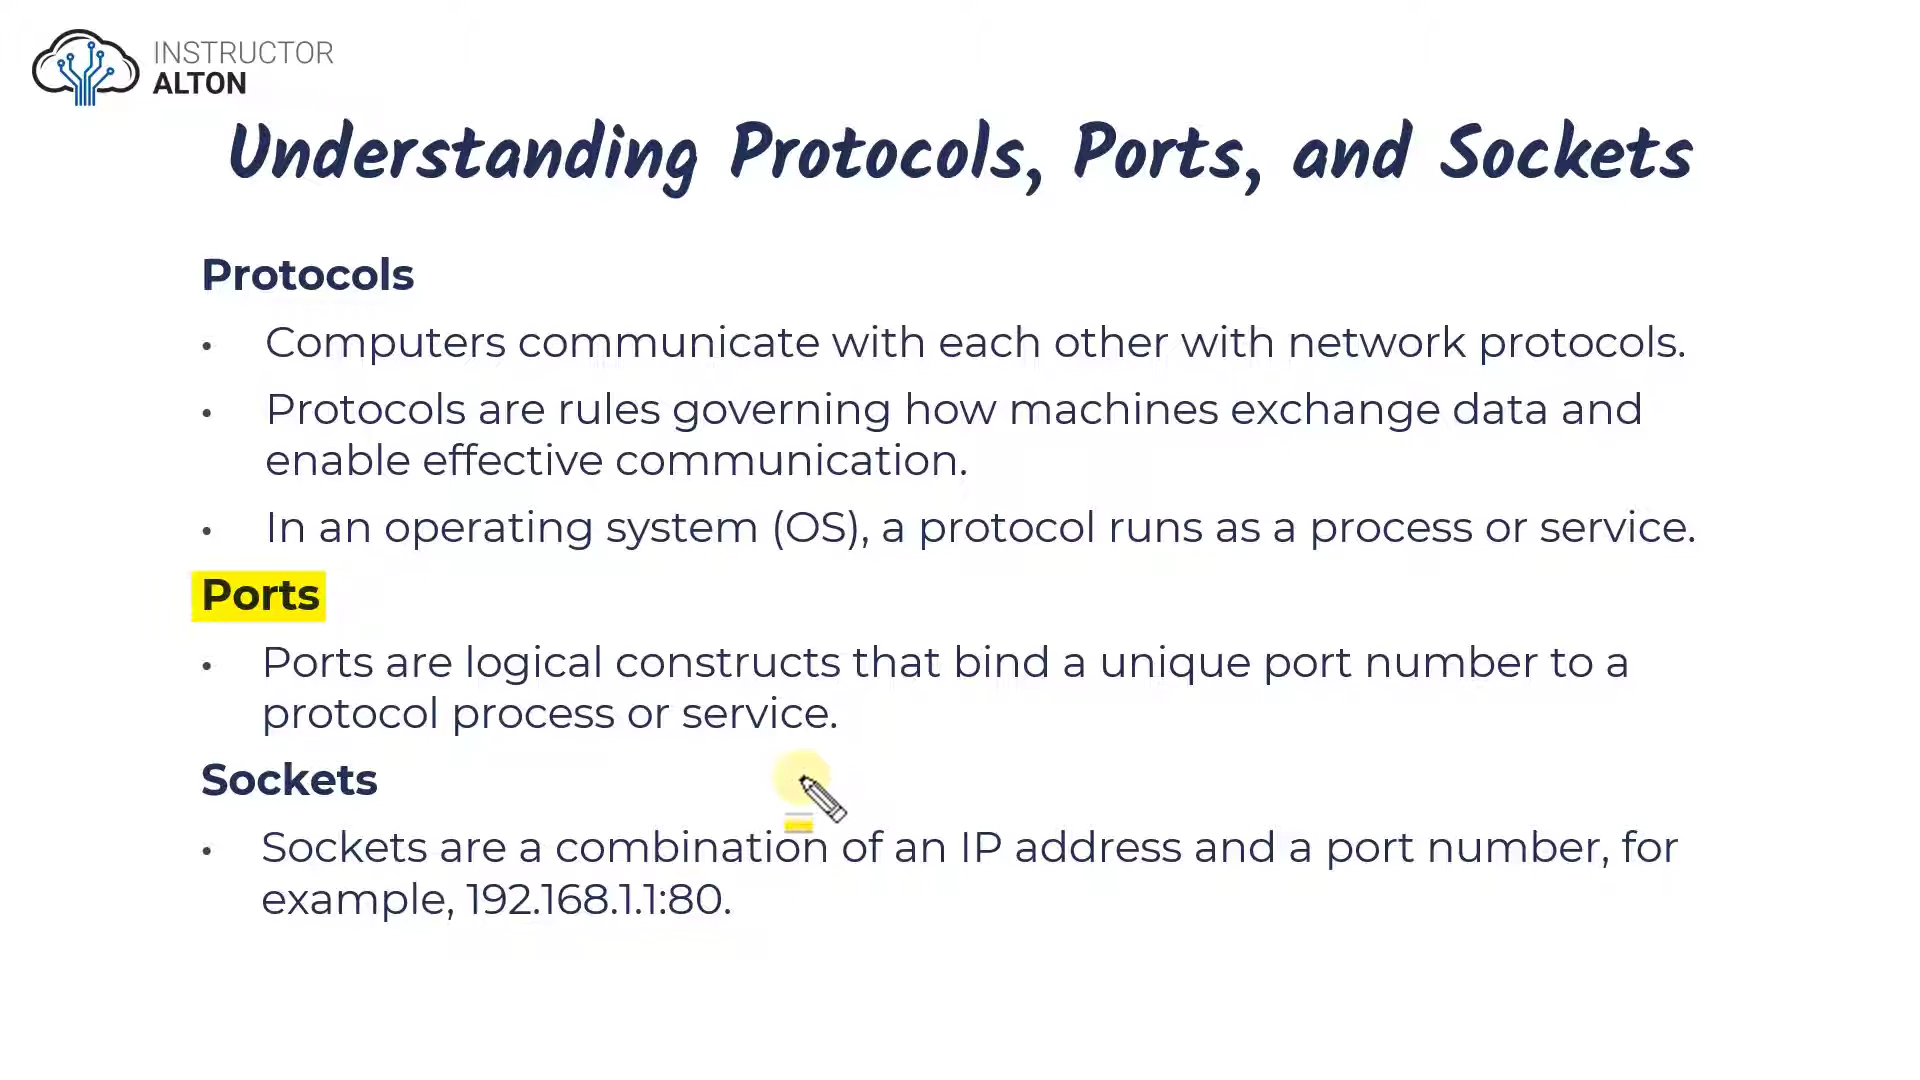 INSTRUCTOR
ALTON
Understanding Protocols, Ports, and Sockets
Protocols
• Computers communicate with each other with network protocols.
• Protocols are rules governing how machines exchange data and
enable effective communication.
• In an operating system (OS), a protocol runs as a process or service.
Ports
• Ports are logical constructs that bind a unique port number to a
protocol process or service.
Sockets
• Sockets are a combination of an IP address and a port number, for
example, 192.168.1.1:80.